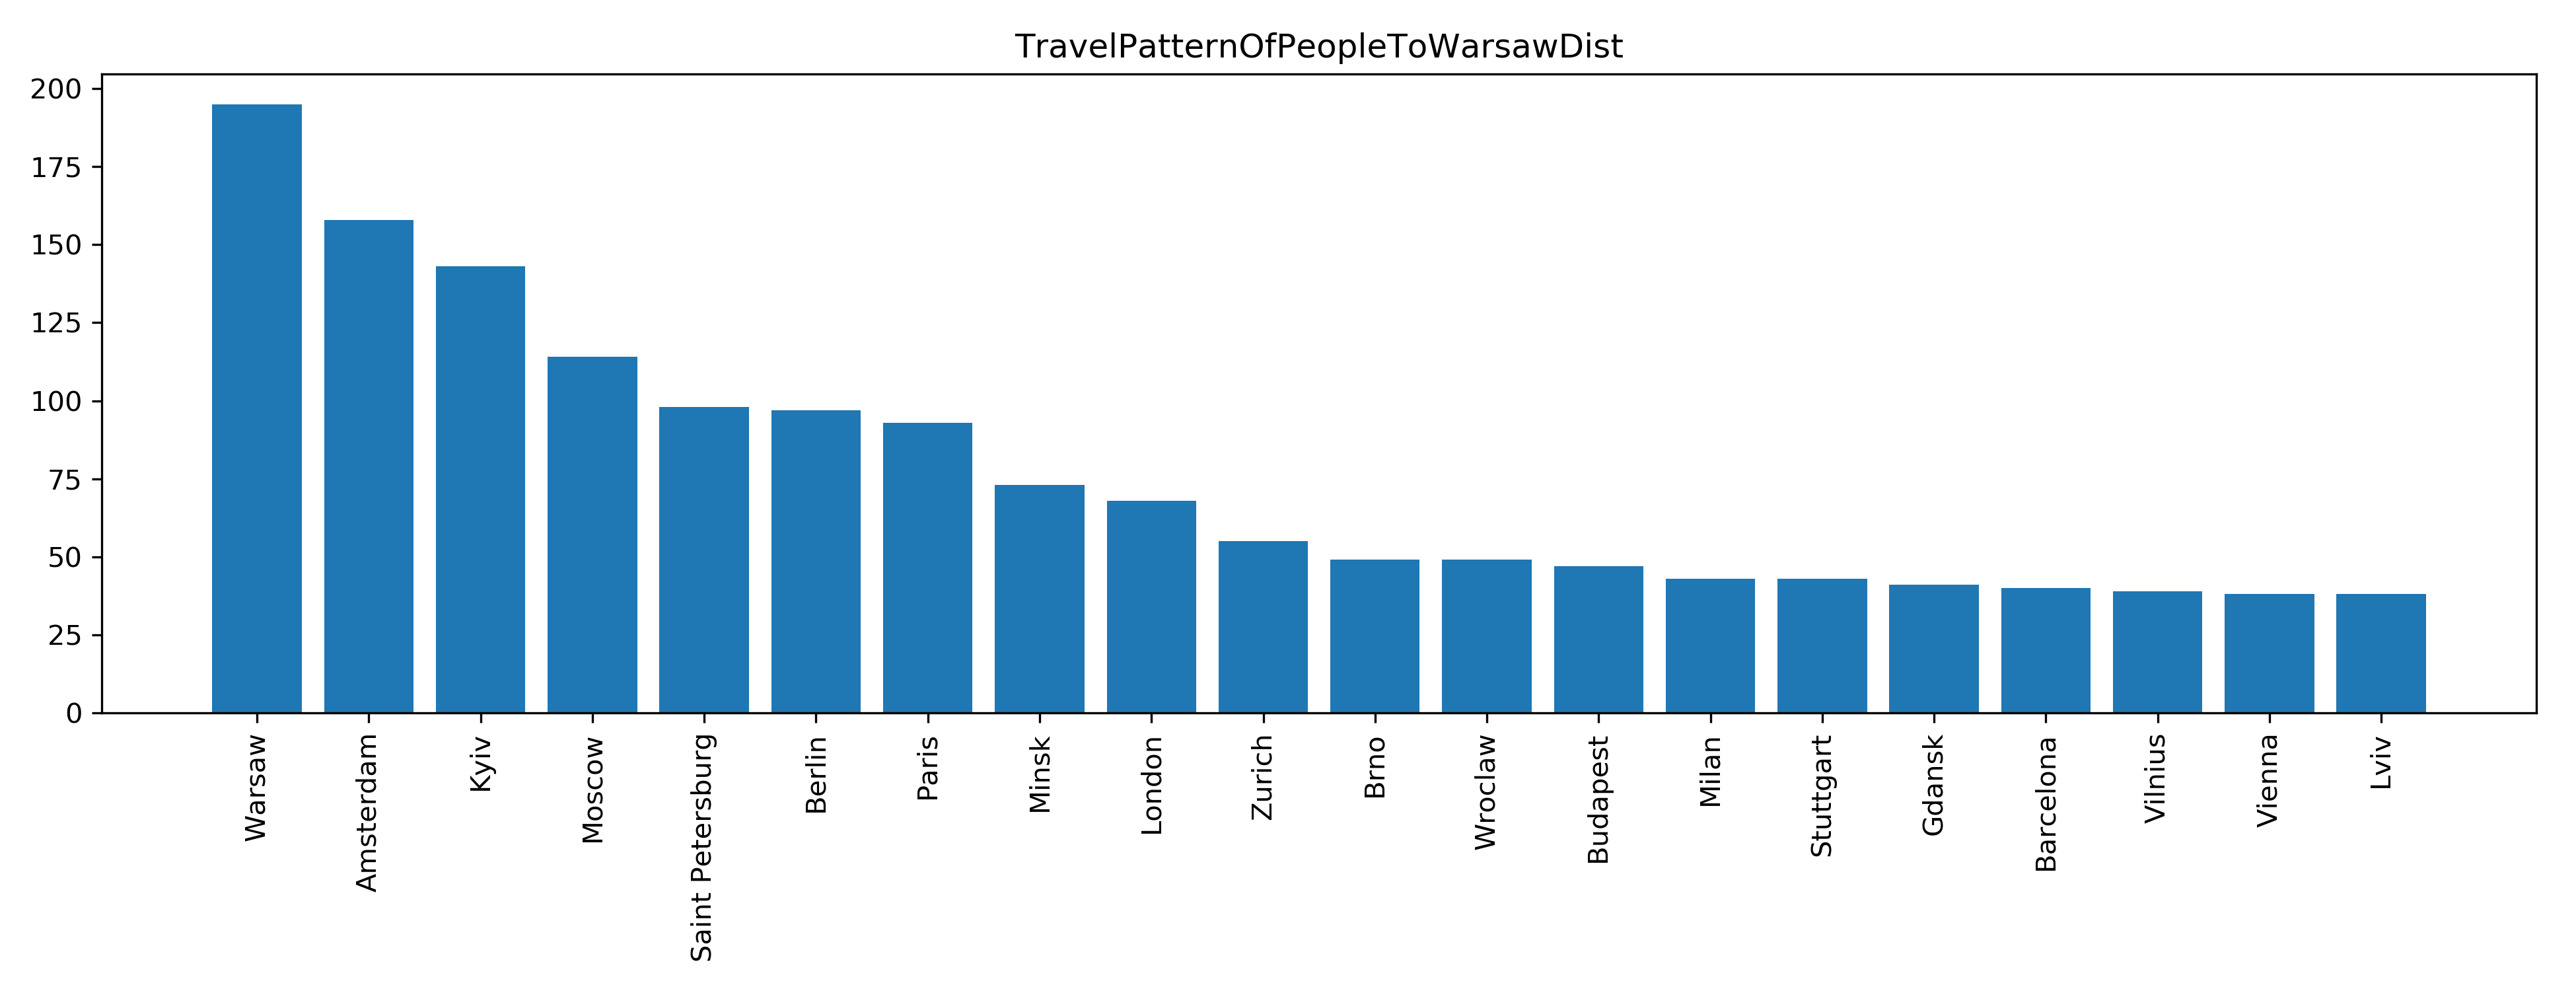 TravelPatternOfPeopleToWarsawDist
200
175
150
125
100
75
50
25
0
Warsaw
Amsterdam
Kyiv
Moscow
Saint Petersburg
Berlin
Paris
Minsk
London
Zurich
Brno
Wroclaw
Budapest
Milan
Stuttgart
Gdansk
Barcelona
Vilnius
Vienna
Lviv